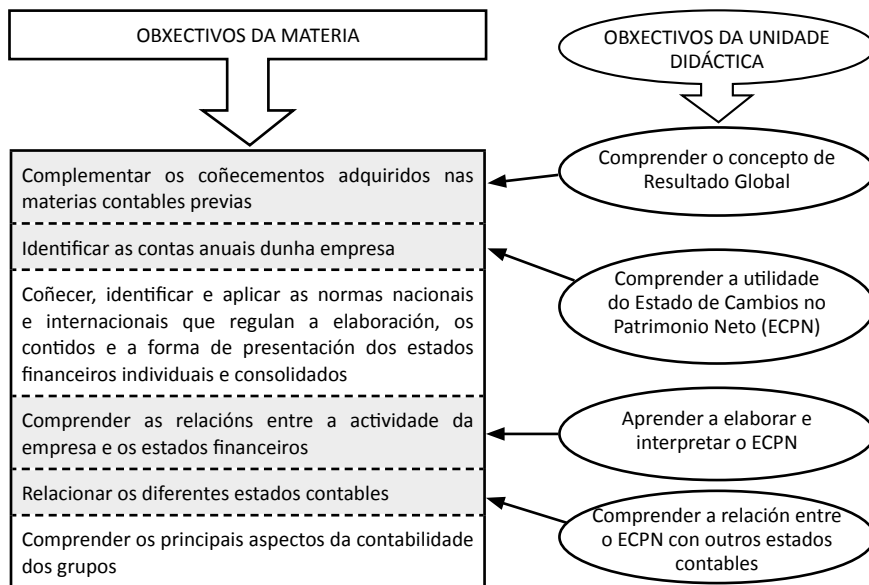 OBXECTIVOS DA MATERIA
OBXECTIVOS DA UNIDADE
DIDÁCTICA
Complementar os coñecementos adquiridos nas
materias contables previas
Identificar as contas anuais dunha empresa
Coñecer, identificar e aplicar as normas nacionais
e internacionais que regulan a elaboración, os
contidos e a forma de presentación dos estados
financeiros individuais e consolidados
Comprender as relacións entre a actividade da
empresa e os estados financeiros
Relacionar os diferentes estados contables
Comprender os principais aspectos da contabilidade
dos grupos
Comprender o concepto de
Resultado Global
Comprender a utilidade
do Estado de Cambios no
Patrimonio Neto (ECPN)
Aprender a elaborar e
interpretar o ECPN
Comprender a relación entre
o ECPN con outros estados
contables